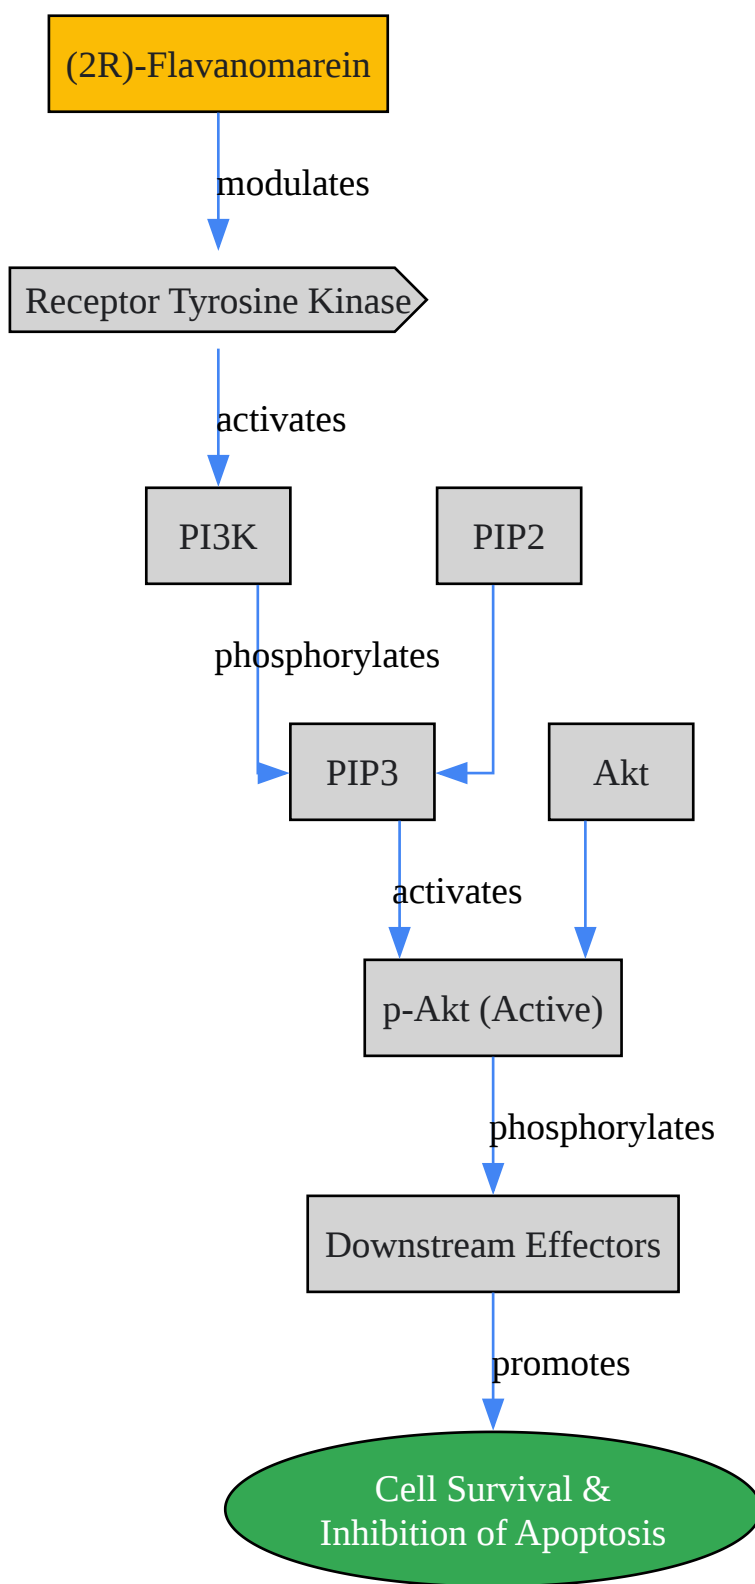 (2R)-Flavanomarein
modulates
Receptor Tyrosine Kinase
activates
PI3K
PIP2
phosphorylates
PIP3
Akt
activates
p-Akt (Active)
phosphorylates
Downstream Effectors
promotes
Cell Survival &
Inhibition of Apoptosis